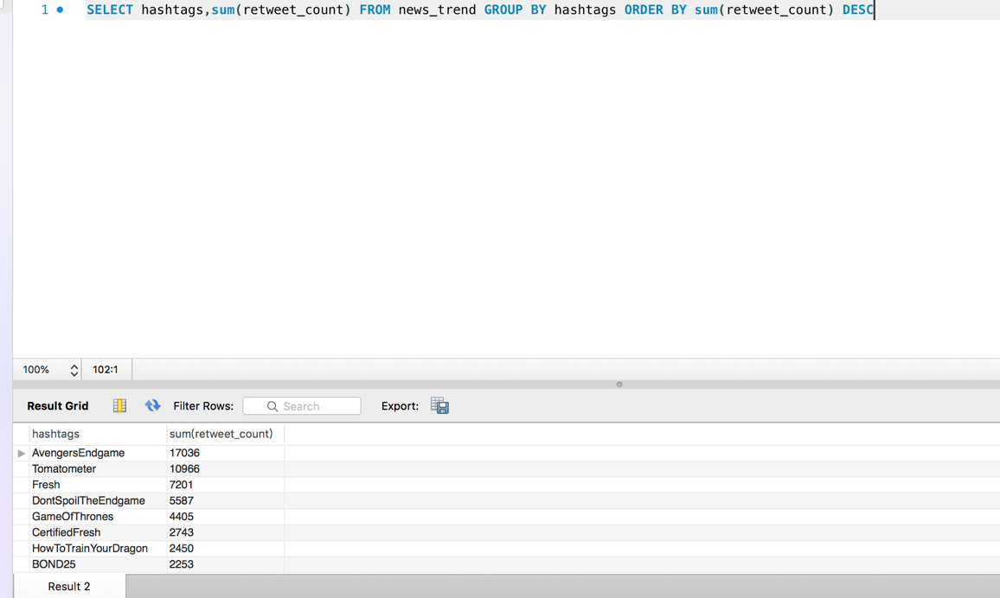 1 SELECT hashtags,sum(retweet_count) FROM news_trend GROUP BY hashtags ORDER BY sum(retweet_count) DESC
100% 102:1
Result Grid Filter Rows: Search Export:
hashtags sum(retweet_count)
AvengersEndgame 17036
Tomatometer 10966
Fresh 7201
DontSpoilTheEndgame 5587
GameOfThrones 4405
CertifiedFresh 2743
HowToTrainYourDragon 2450
BOND25 2253
Result 2